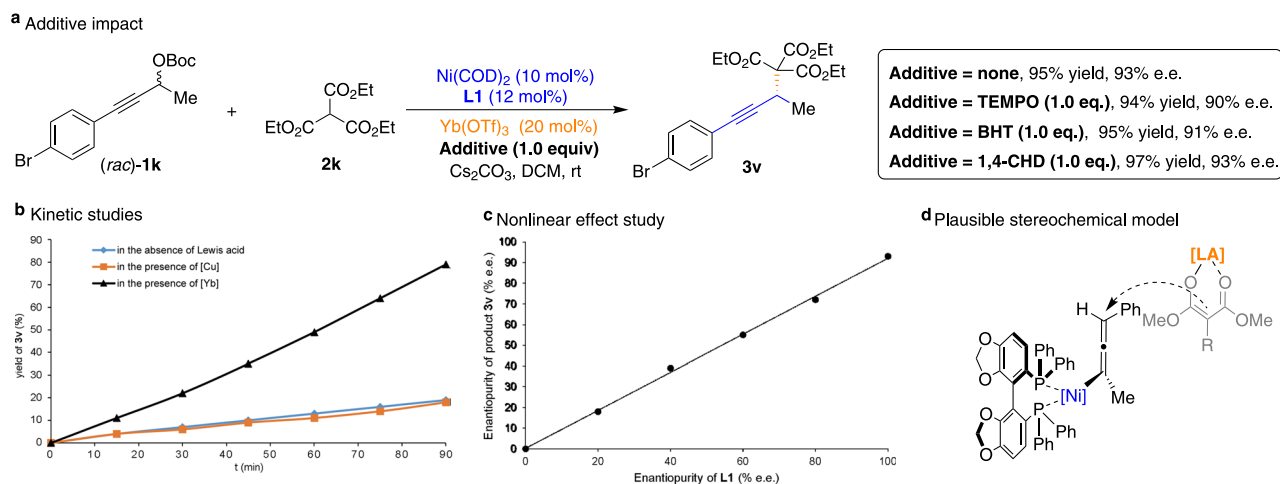 a Additive impact
OBoc
Me
Br
(rac)-1k
+
CO₂Et
EtO₂C
CO₂Et
2k
Ni(COD)₂ (10 mol%)
L1 (12 mol%)
Yb(OTf)₃ (20 mol%)
Additive (1.0 equiv)
Cs₂CO₃, DCM, rt
EtO₂C
CO₂Et
CO₂Et
Me
Br
3v
Additive = none, 95% yield, 93% e.e.
Additive = TEMPO (1.0 eq.), 94% yield, 90% e.e.
Additive = BHT (1.0 eq.), 95% yield, 91% e.e.
Additive = 1,4-CHD (1.0 eq.), 97% yield, 93% e.e.
b Kinetic studies
in the absence of Lewis acid
in the presence of [Cu]
in the presence of [Yb]
yield of 3v (%)
90
80
70
60
50
40
30
20
10
0
0 10 20 30 40 50 60 70 80 90
t (min)
c Nonlinear effect study
Enantiopurity of product 3v (% e.e.)
100
90
80
70
60
50
40
30
20
10
0
0 20 40 60 80 100
Enantiopurity of L1 (% e.e.)
d Plausible stereochemical model
[LA]
O O
MeO
OMe
R
H
Ph
Me
[Ni]
O
O
O
O
P
P
Ph
Ph
Ph
Ph